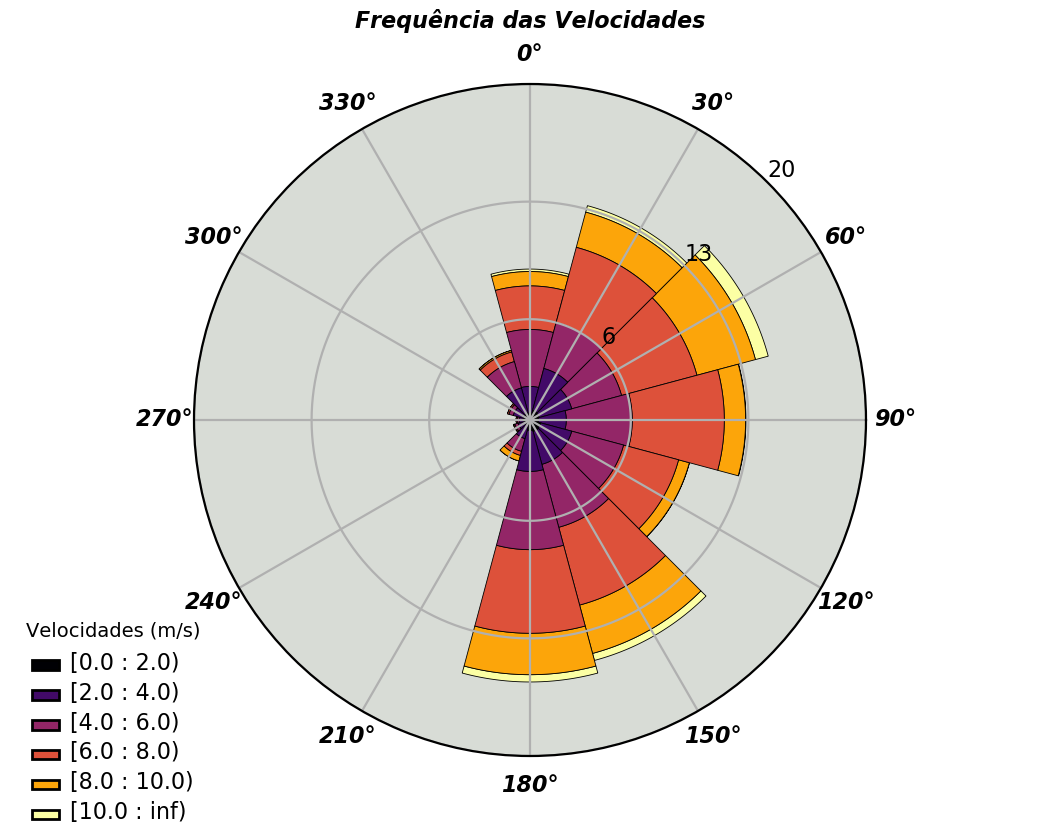 Frequência das Velocidades
0°
330°
30°
20
300°
60°
13
6
270°
90°
240°
120°
210°
150°
180°
Velocidades (m/s)
[0.0 : 2.0)
[2.0 : 4.0)
[4.0 : 6.0)
[6.0 : 8.0)
[8.0 : 10.0)
[10.0 : inf)